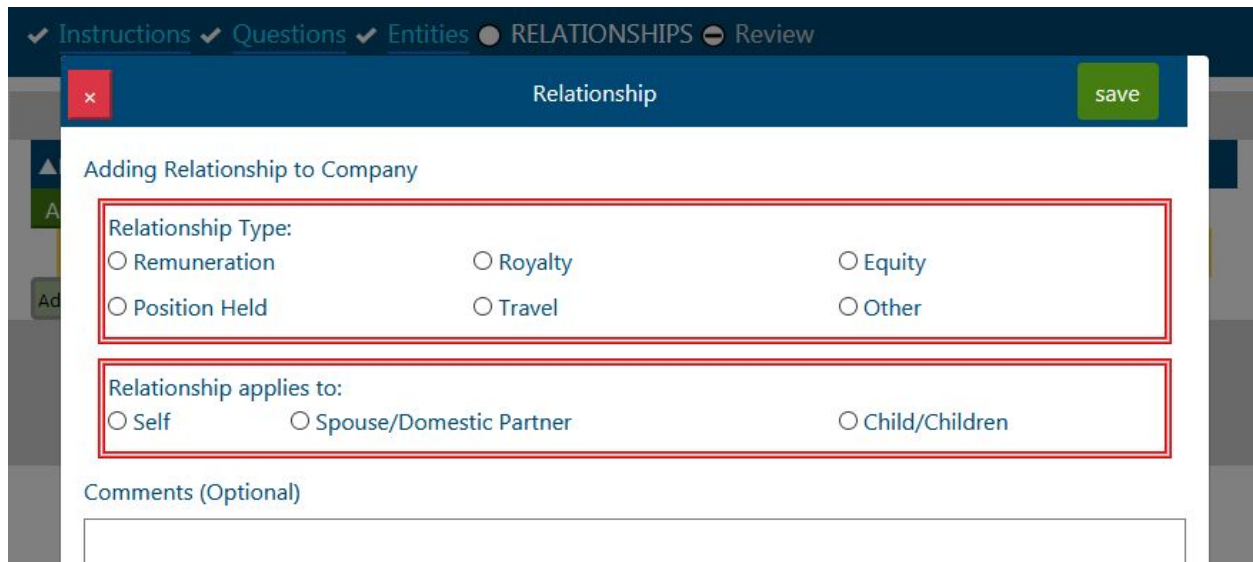 Instructions Questions Entities RELATIONSHIPS Review
× Relationship save
Adding Relationship to Company
A
Relationship Type:
Remuneration Royalty Equity
Ad
Position Held Travel Other
Relationship applies to:
Self Spouse/Domestic Partner Child/Children
Comments (Optional)